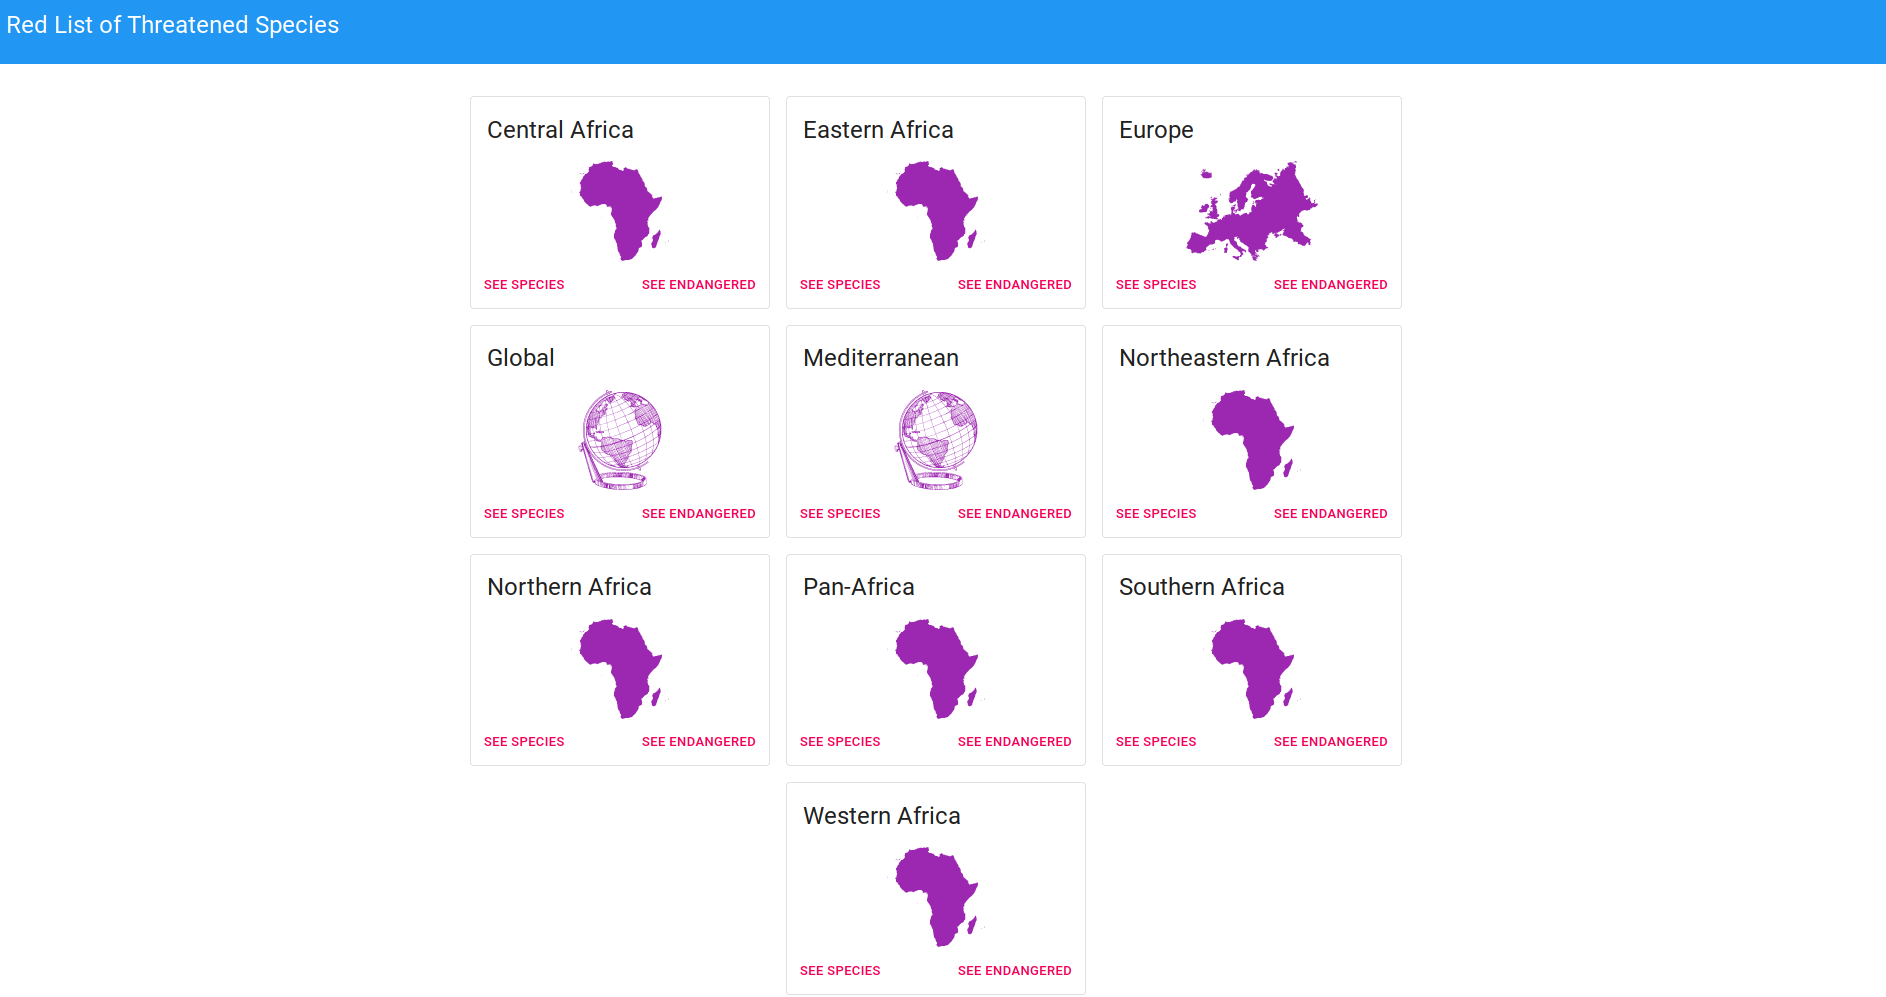 Red List of Threatened Species
Central Africa
SEE SPECIES SEE ENDANGERED
Eastern Africa
SEE SPECIES SEE ENDANGERED
Europe
SEE SPECIES SEE ENDANGERED
Global
SEE SPECIES SEE ENDANGERED
Mediterranean
SEE SPECIES SEE ENDANGERED
Northeastern Africa
SEE SPECIES SEE ENDANGERED
Northern Africa
SEE SPECIES SEE ENDANGERED
Pan-Africa
SEE SPECIES SEE ENDANGERED
Southern Africa
SEE SPECIES SEE ENDANGERED
Western Africa
SEE SPECIES SEE ENDANGERED